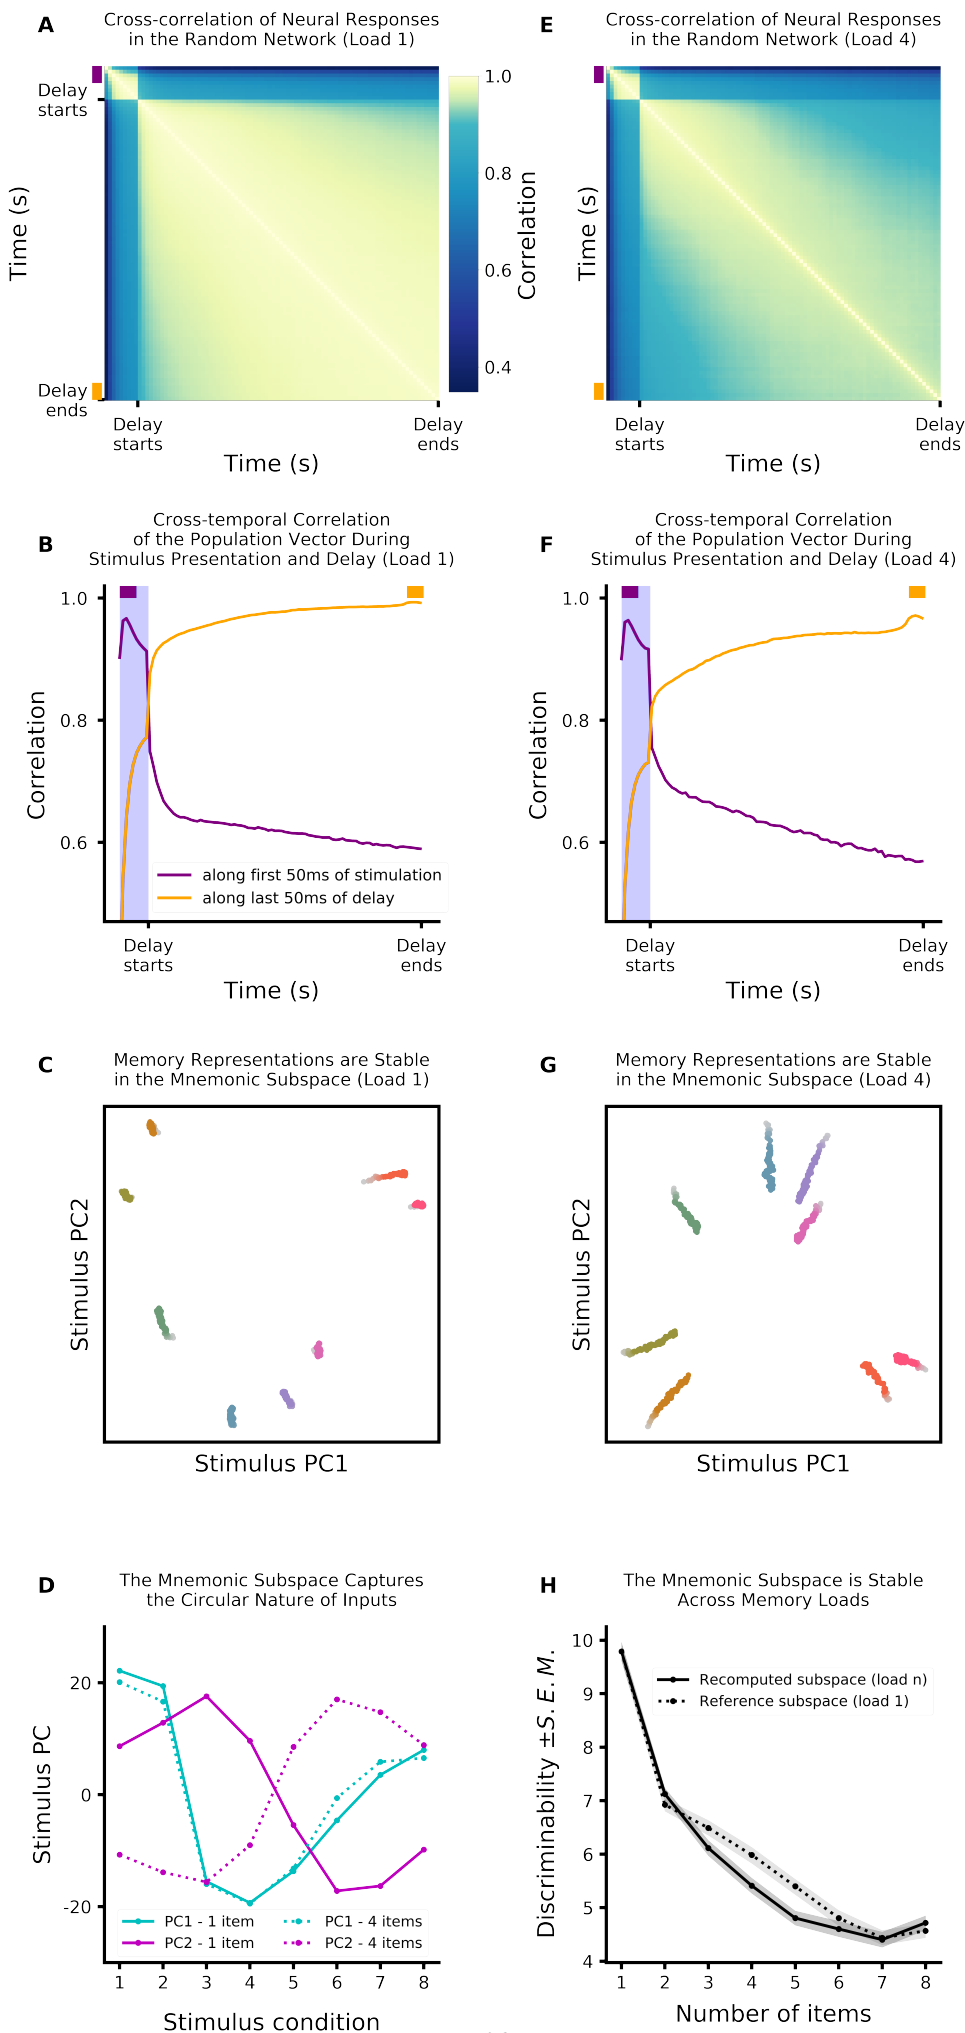 A
Cross-correlation of Neural Responses
in the Random Network (Load 1)
Delay
starts
Time (s)
Delay
ends
Delay
starts
Delay
ends
Time (s)
1.0
0.8
0.6
0.4
Correlation
E
Cross-correlation of Neural Responses
in the Random Network (Load 4)
Time (s)
Delay
starts
Delay
ends
Time (s)
B
Cross-temporal Correlation
of the Population Vector During
Stimulus Presentation and Delay (Load 1)
1.0
0.8
0.6
Correlation
along first 50ms of stimulation
along last 50ms of delay
Delay
starts
Delay
ends
Time (s)
F
Cross-temporal Correlation
of the Population Vector During
Stimulus Presentation and Delay (Load 4)
1.0
0.8
0.6
Correlation
Delay
starts
Delay
ends
Time (s)
C
Memory Representations are Stable
in the Mnemonic Subspace (Load 1)
Stimulus PC2
Stimulus PC1
G
Memory Representations are Stable
in the Mnemonic Subspace (Load 4)
Stimulus PC2
Stimulus PC1
D
The Mnemonic Subspace Captures
the Circular Nature of Inputs
20
0
-20
Stimulus PC
PC1 - 1 item
PC2 - 1 item
PC1 - 4 items
PC2 - 4 items
1 2 3 4 5 6 7 8
Stimulus condition
H
The Mnemonic Subspace is Stable
Across Memory Loads
10
9
8
7
6
5
4
Discriminability ±S.E.M.
Recomputed subspace (load n)
Reference subspace (load 1)
1 2 3 4 5 6 7 8
Number of items